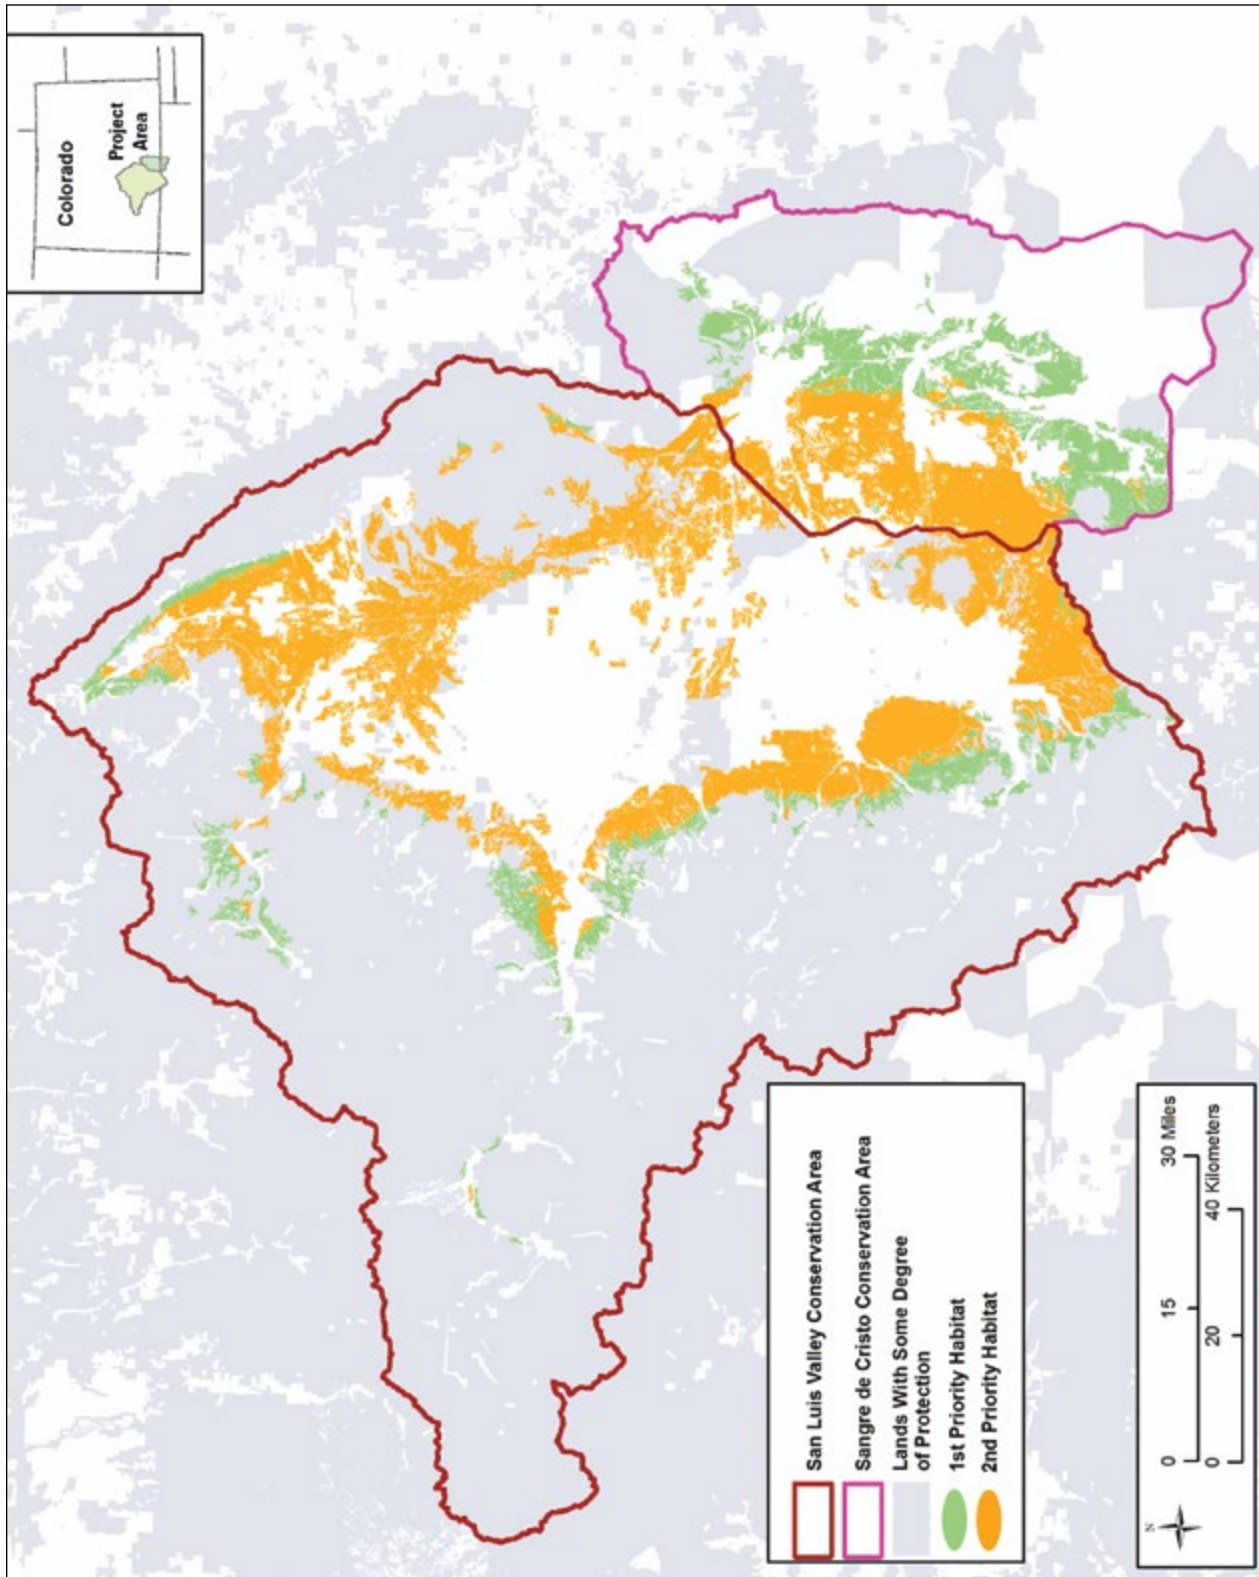 Colorado
Project
Area
San Luis Valley Conservation Area
Sangre de Cristo Conservation Area
Lands With Some Degree
of Protection
1st Priority Habitat
2nd Priority Habitat
N
0 15 30 Miles
0 20 40 Kilometers